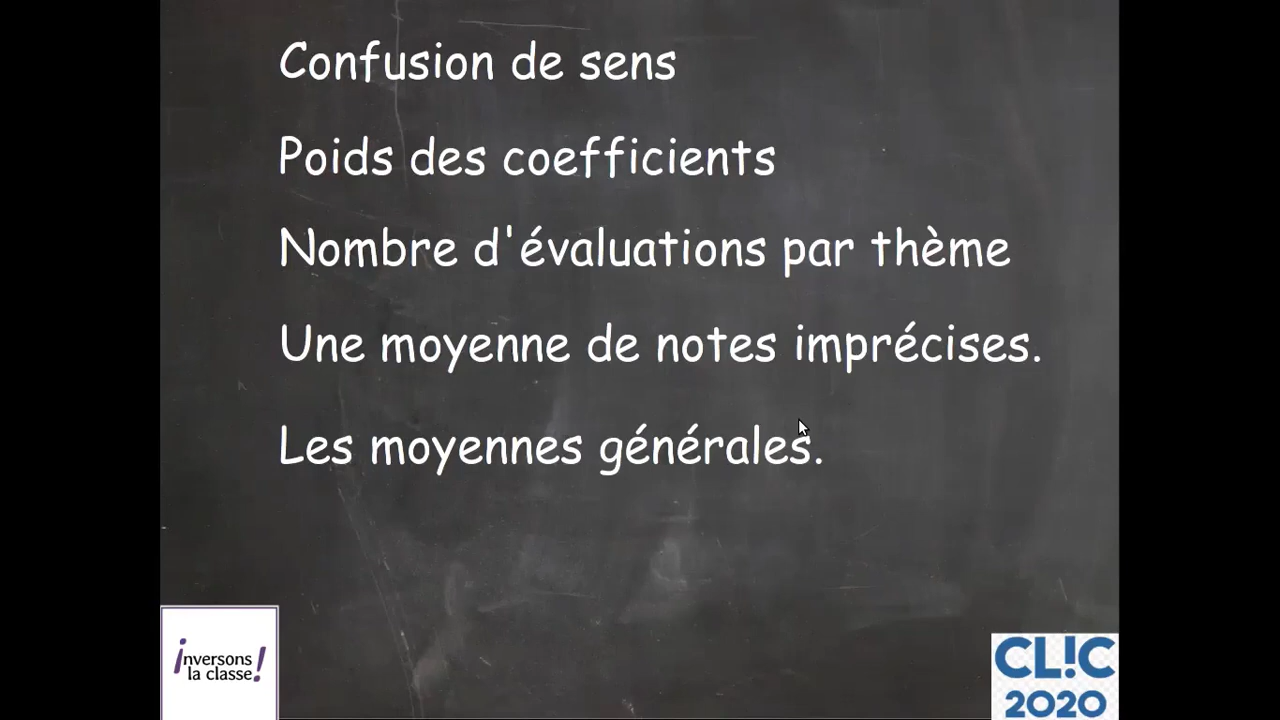 Confusion de sens
Poids des coefficients
Nombre d'évaluations par thème
Une moyenne de notes imprécises.
Les moyennes générales.
¡nversons
la classe!
CL!C
2020